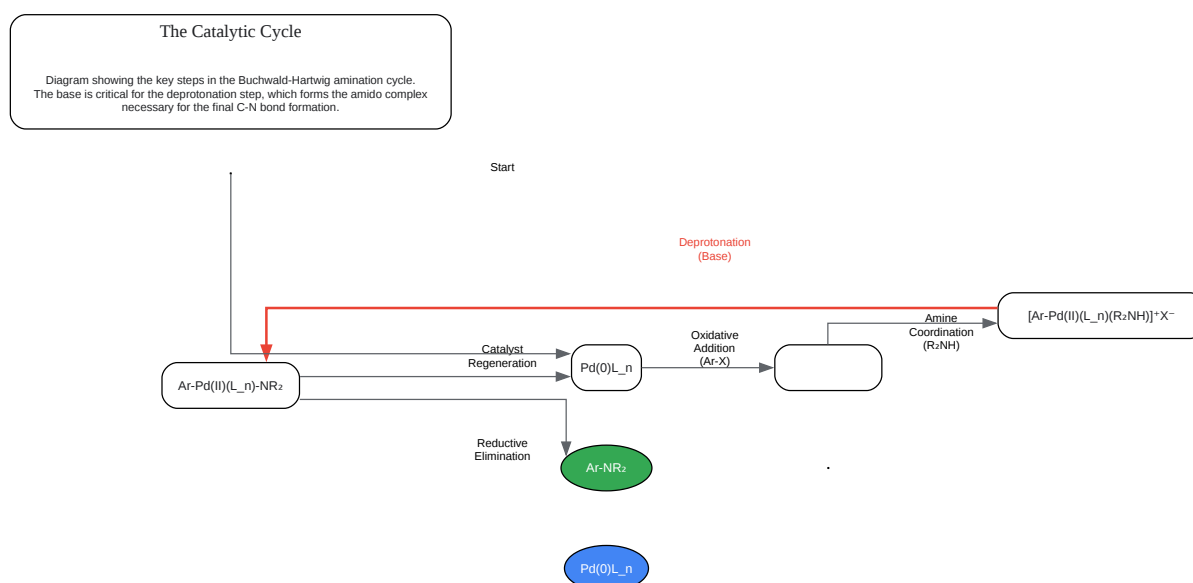 The Catalytic Cycle
Diagram showing the key steps in the Buchwald-Hartwig amination cycle.
The base is critical for the deprotonation step, which forms the amido complex
necessary for the final C-N bond formation.
Start
Deprotonation
(Base)
[Ar-Pd(II)(L_n)(R₂NH)]⁺X⁻
Amine
Coordination
(R₂NH)
Oxidative
Addition
(Ar-X)
Catalyst
Regeneration
Pd(0)L_n
Ar-Pd(II)(L_n)-NR₂
Reductive
Elimination
Ar-NR₂
Pd(0)L_n